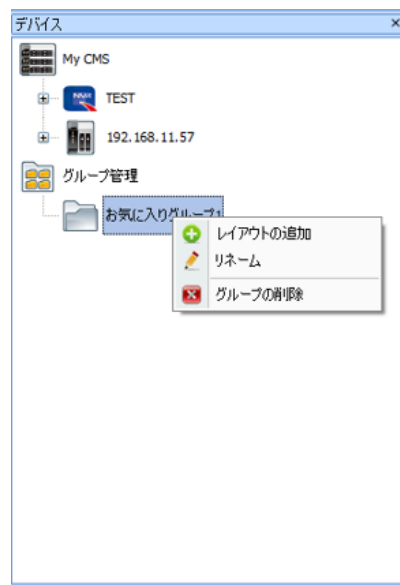 デバイス
My CMS
TEST
192.168.11.57
グループ管理
お気に入りグループ1
レイアウトの追加
リネーム
グループの削除